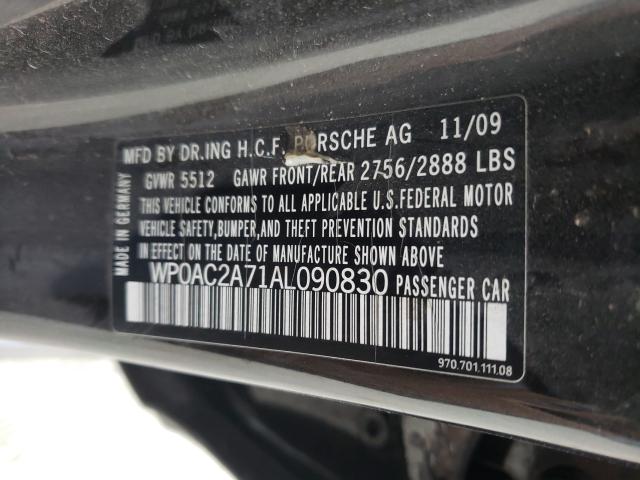 MFD BY DR.ING H.C.F. PORSCHE AG 11/09
GVWR 5512 GAWR FRONT/REAR 2756/2888 LBS
THIS VEHICLE CONFORMS TO ALL APPLICABLE U.S.FEDERAL MOTOR
VEHICLE SAFETY,BUMPER,AND THEFT PREVENTION STANDARDS
IN EFFECT ON THE DATE OF MANUFACTURE SHOWN ABOVE
WP0AC2A71AL090830 PASSENGER CAR
MADE IN GERMANY
970.701.111.08